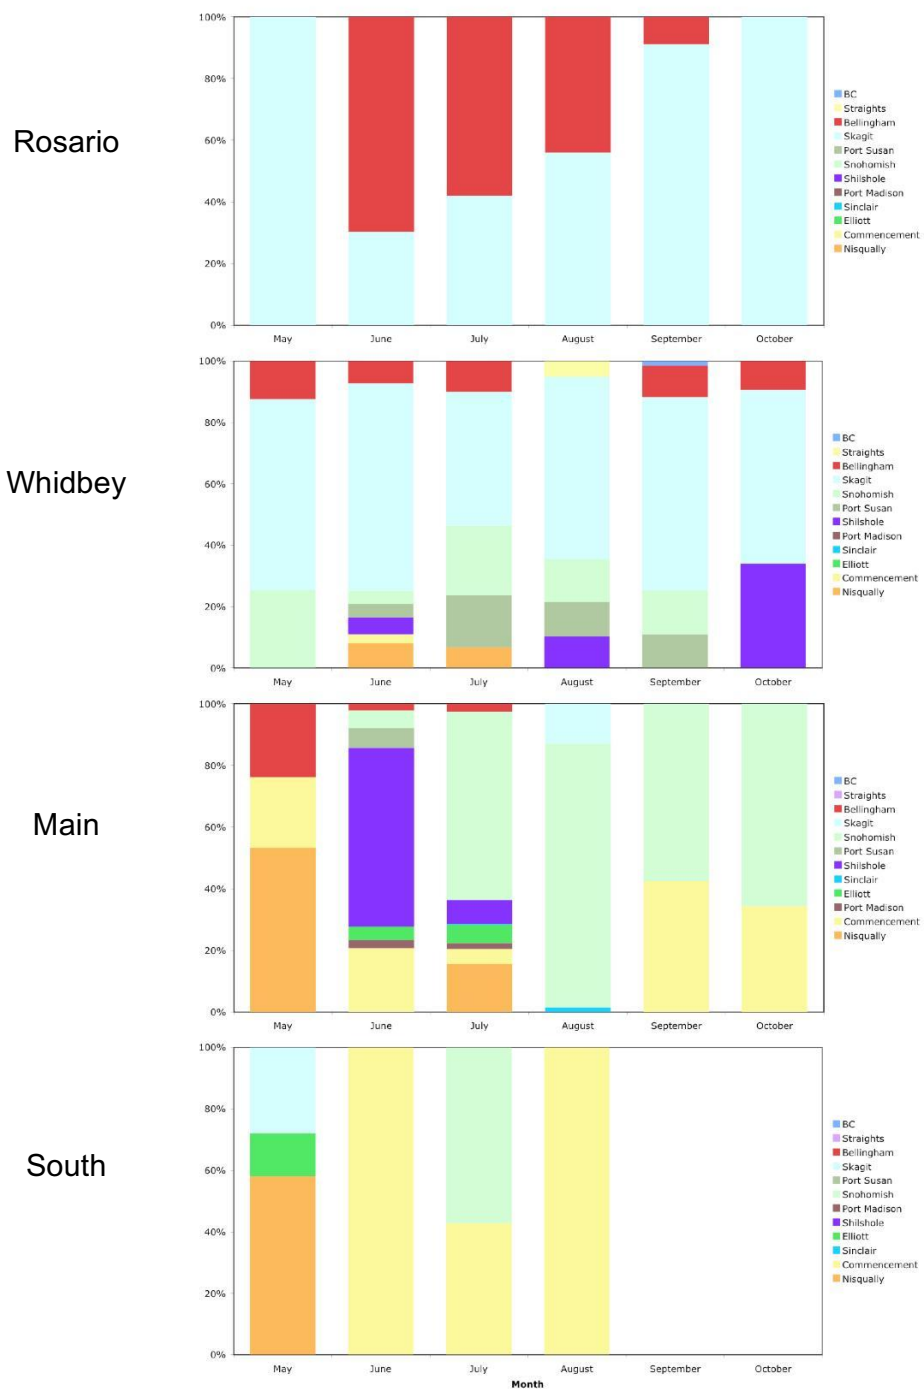 Rosario
100%
80%
60%
40%
20%
0%
May June July August September October
BC
Straights
Bellingham
Skagit
Port Susan
Snohomish
Shilshole
Port Madison
Sinclair
Elliott
Commencement
Nisqually
Whidbey
100%
80%
60%
40%
20%
0%
May June July August September October
BC
Straights
Bellingham
Skagit
Snohomish
Port Susan
Shilshole
Port Madison
Sinclair
Elliott
Commencement
Nisqually
Main
100%
80%
60%
40%
20%
0%
May June July August September October
BC
Straights
Bellingham
Skagit
Snohomish
Port Susan
Shilshole
Sinclair
Elliott
Port Madison
Commencement
Nisqually
South
100%
80%
60%
40%
20%
0%
May June July August September October
Month
BC
Straights
Bellingham
Skagit
Port Susan
Snohomish
Port Madison
Shilshole
Elliott
Sinclair
Commencement
Nisqually